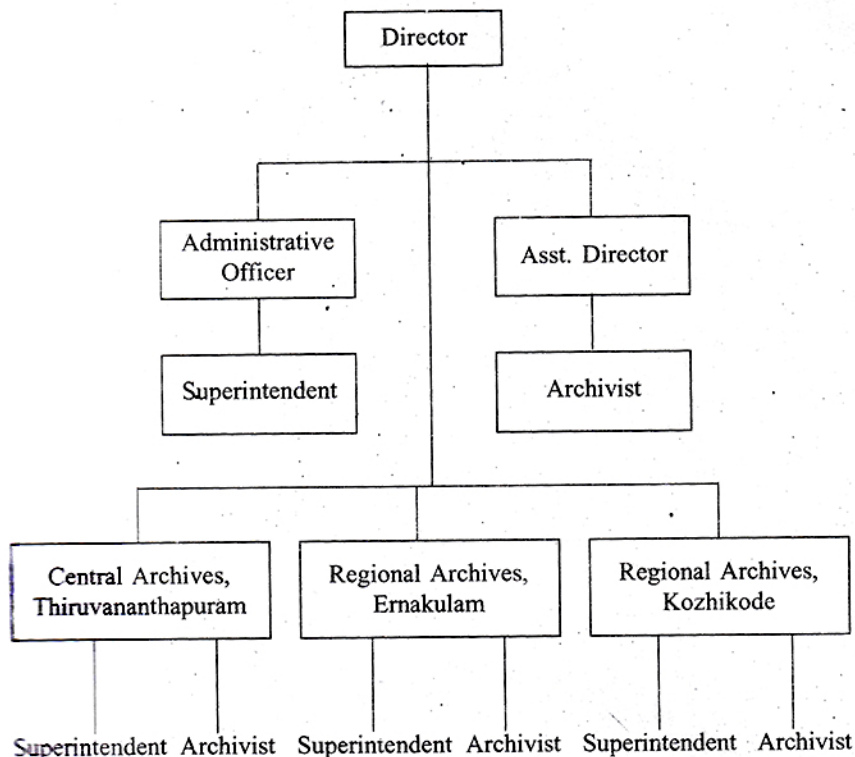 Director
Administrative
Officer
Asst. Director
Superintendent
Archivist
Central Archives,
Thiruvananthapuram
Regional Archives,
Ernakulam
Regional Archives,
Kozhikode
Superintendent Archivist Superintendent Archivist Superintendent Archivist